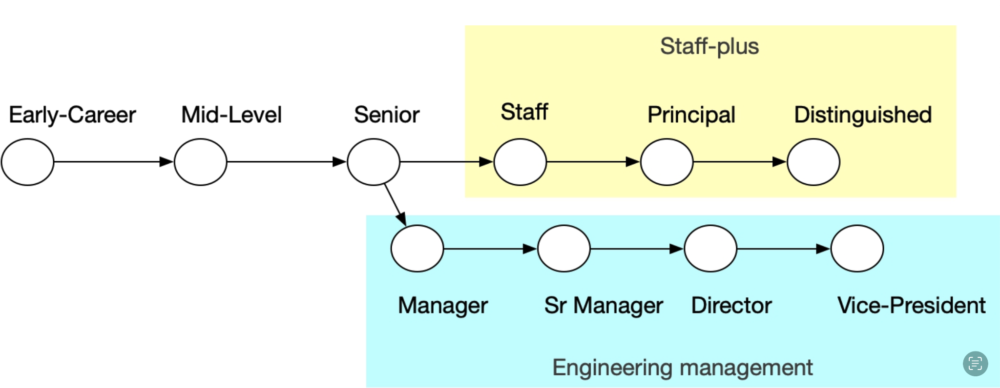 Staff-plus
Early-Career
Mid-Level
Senior
Staff
Principal
Distinguished
Manager
Sr Manager
Director
Vice-President
Engineering management